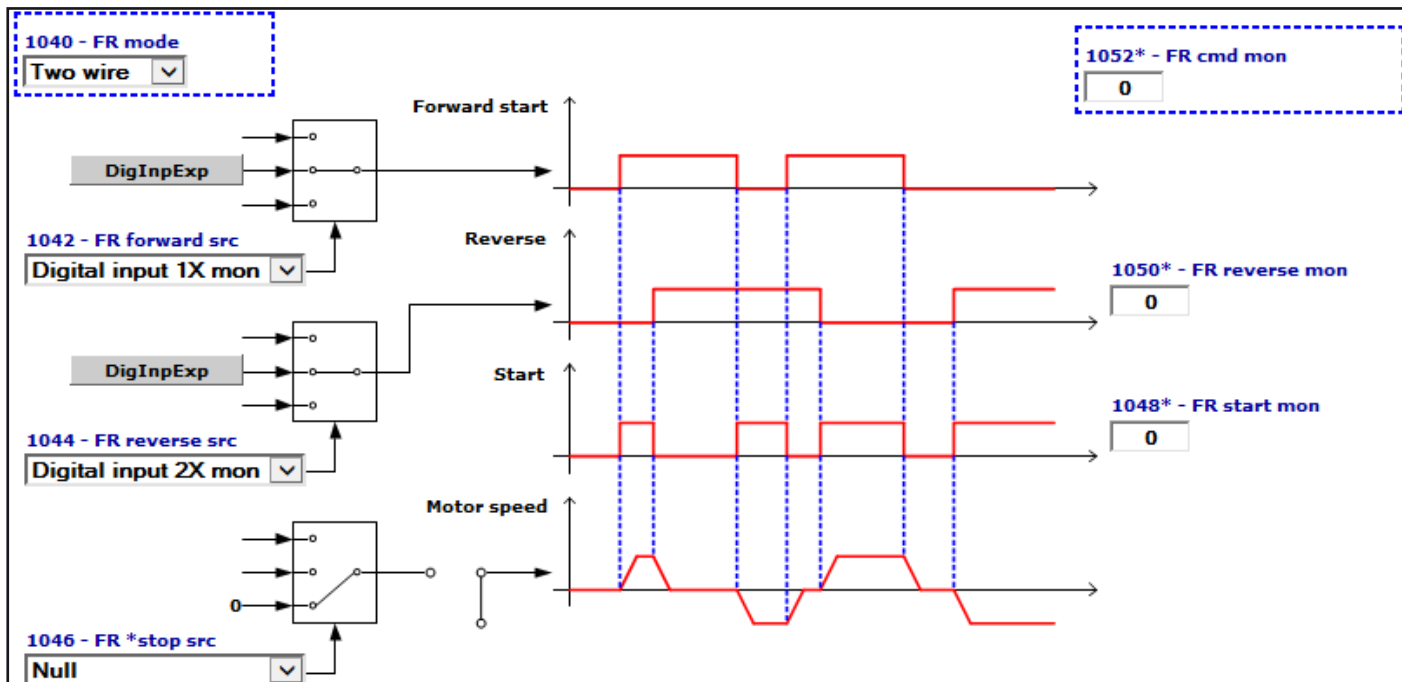 1040 - FR mode
Two wire
1052* - FR cmd mon
0
Forward start
DigInpExp
1042 - FR forward src
Digital input 1X mon
Reverse
1050* - FR reverse mon
0
DigInpExp
Start
1048* - FR start mon
0
1044 - FR reverse src
Digital input 2X mon
Motor speed
0
1046 - FR *stop src
Null